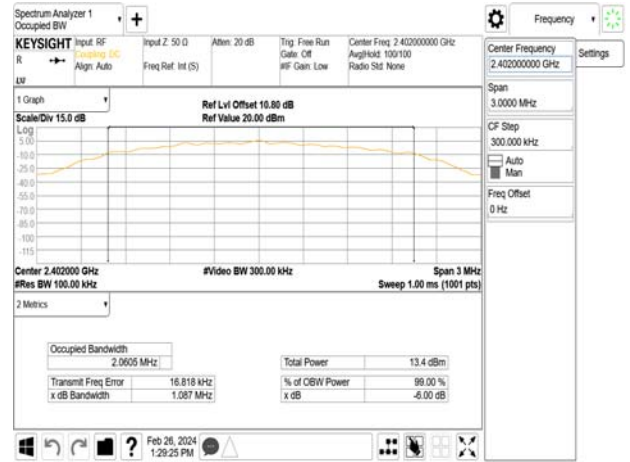 Spectrum Analyzer 1
Occupied BW
Frequency
KEYSIGHT
R
LVI
Input: RF
Coupling: DC
Align: Auto
Input Z: 50 Ω
Freq Ref: Int (S)
Atten: 20 dB
Trig: Free Run
Gate: Off
#IF Gain: Low
Center Freq: 2.402000000 GHz
Avg|Hold: 100/100
Radio Std: None
Center Frequency
2.402000000 GHz
Settings
Span
3.0000 MHz
CF Step
300.000 kHz
Auto
Man
Freq Offset
0 Hz
1 Graph
Scale/Div 15.0 dB
Ref Lvl Offset 10.80 dB
Ref Value 20.00 dBm
Log
5.00
-10.0
-25.0
-40.0
-55.0
-70.0
-85.0
-100
-115
Center 2.402000 GHz
#Res BW 100.00 kHz
#Video BW 300.00 kHz
Span 3 MHz
Sweep 1.00 ms (1001 pts)
2 Metrics
Occupied Bandwidth
2.0605 MHz
Transmit Freq Error 16.818 kHz
x dB Bandwidth 1.087 MHz
Total Power 13.4 dBm
% of OBW Power 99.00 %
x dB -6.00 dB
?
Feb 26, 2024
1:29:25 PM